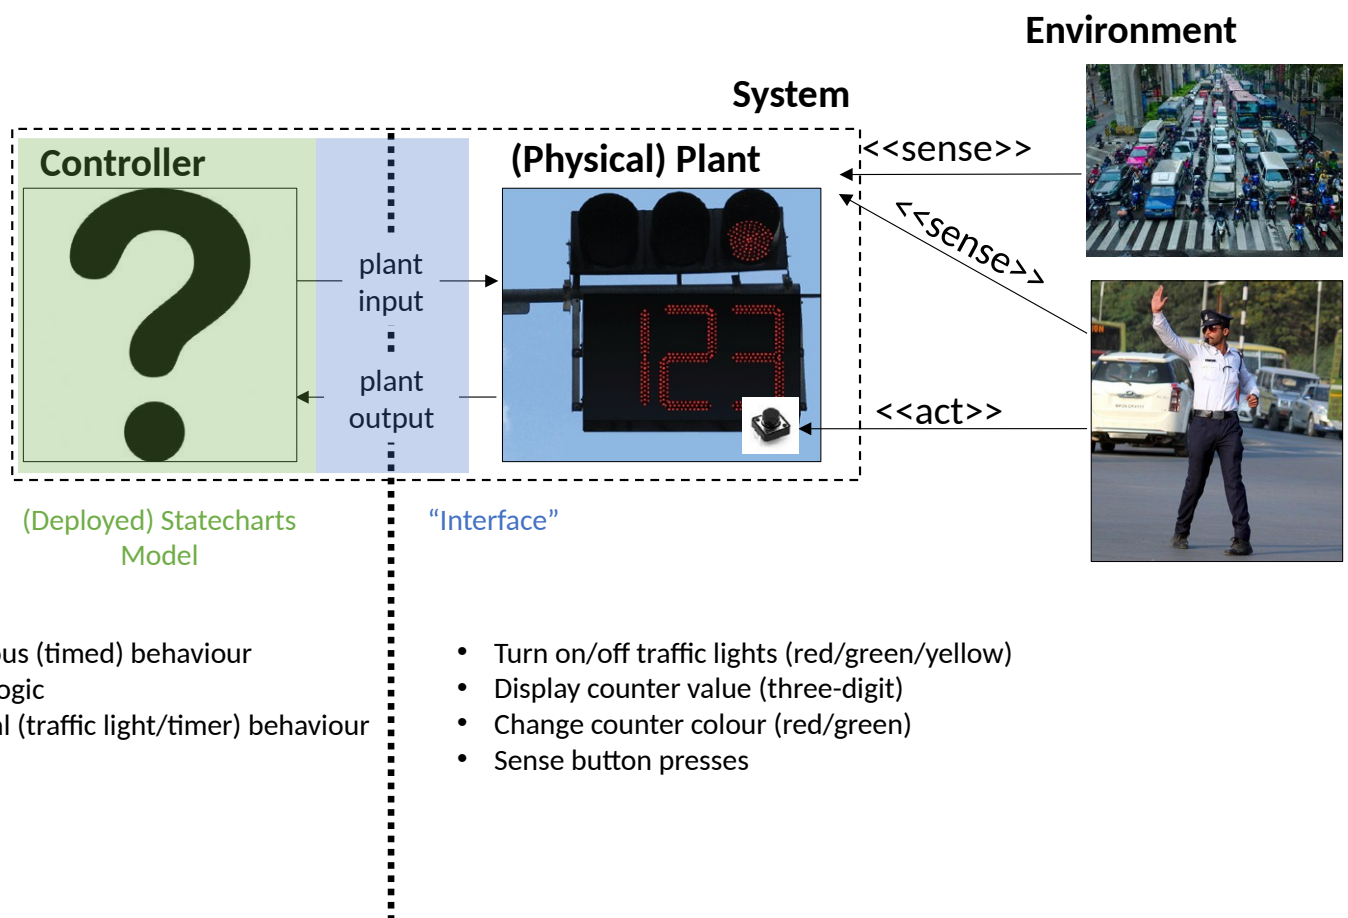 Environment
System
Controller
(Physical) Plant
<<sense>>
<<sense>>
plant
input
123
plant
output
<<act>>
(Deployed) Statecharts
Model
“Interface”
us (timed) behaviour
ogic
l (traffic light/timer) behaviour
• Turn on/off traffic lights (red/green/yellow)
• Display counter value (three-digit)
• Change counter colour (red/green)
• Sense button presses